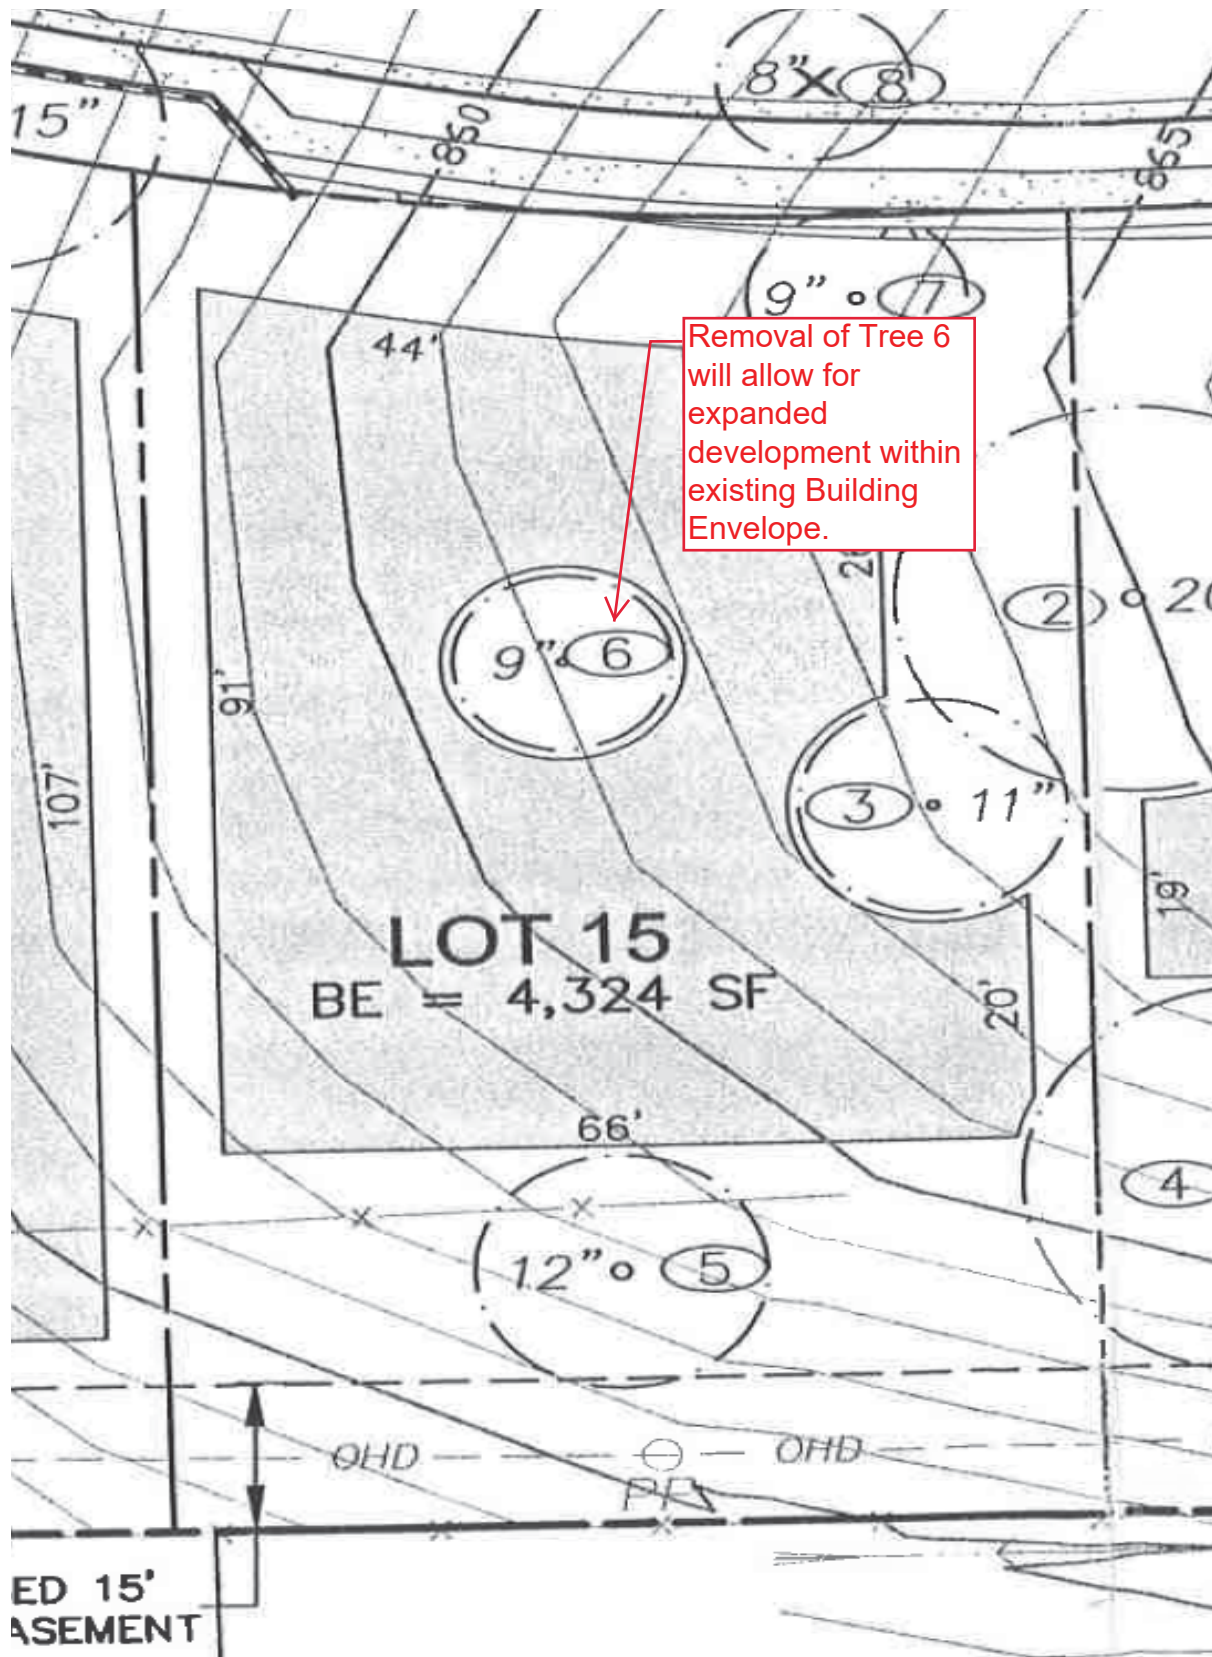 8"
8
15"
850
865
9"
7
44'
Removal of Tree 6
will allow for
expanded
development within
existing Building
Envelope.
2
20
9"
6
91'
107'
3
11"
19'
LOT 15
BE = 4,324 SF
20'
66'
4
12"
5
OHD
OHD
ED 15'
ASEMENT